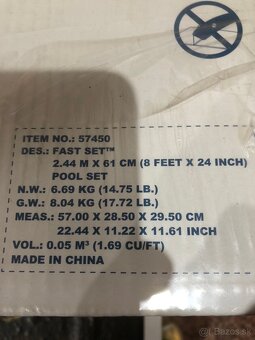 ITEM NO.: 57450
DES.: FAST SET™
2.44 M X 61 CM (8 FEET X 24 INCH)
POOL SET
N.W.: 6.69 KG (14.75 LB.)
G.W.: 8.04 KG (17.72 LB.)
MEAS.: 57.00 X 28.50 X 29.50 CM
22.44 X 11.22 X 11.61 INCH
VOL.: 0.05 M³ (1.69 CU/FT)
MADE IN CHINA
Bazos.sk